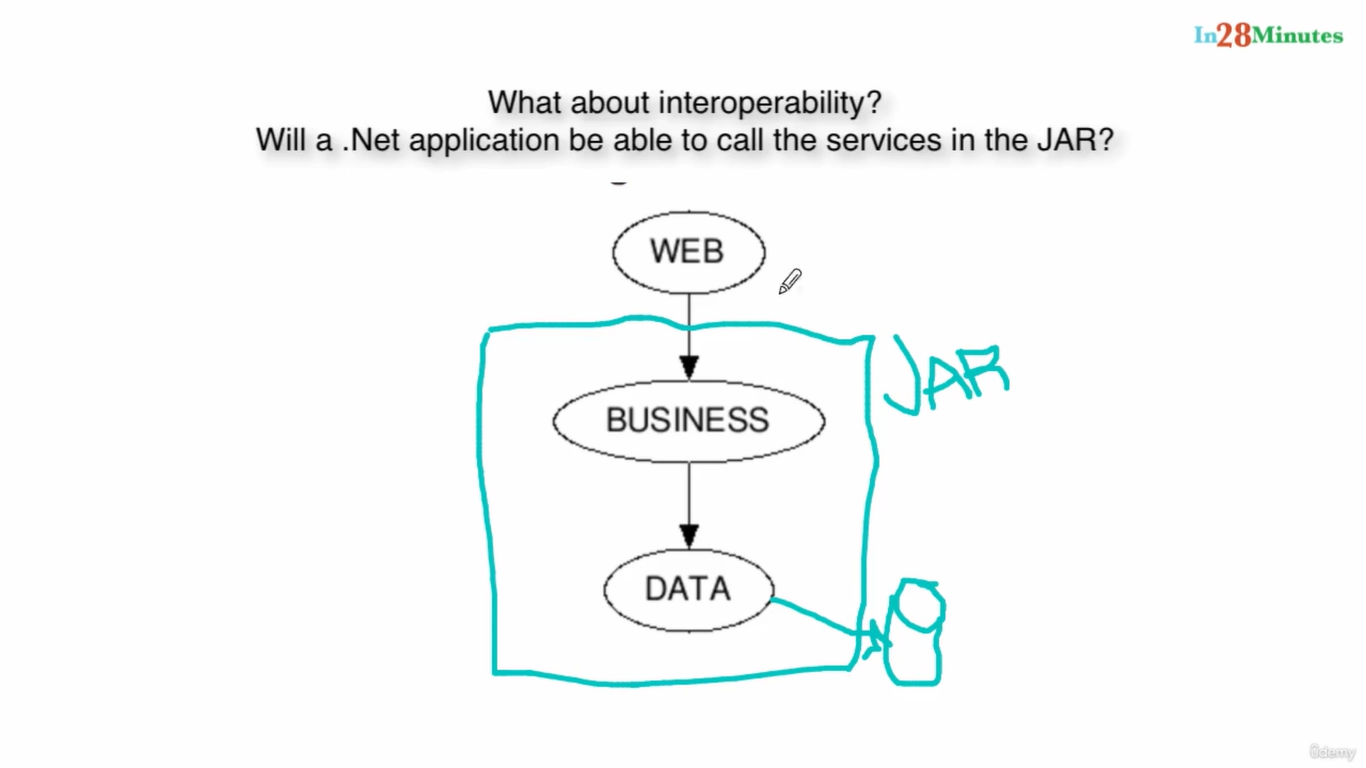 In28Minutes
What about interoperability?
Will a .Net application be able to call the services in the JAR?
WEB
BUSINESS
JAR
DATA
ûdemy